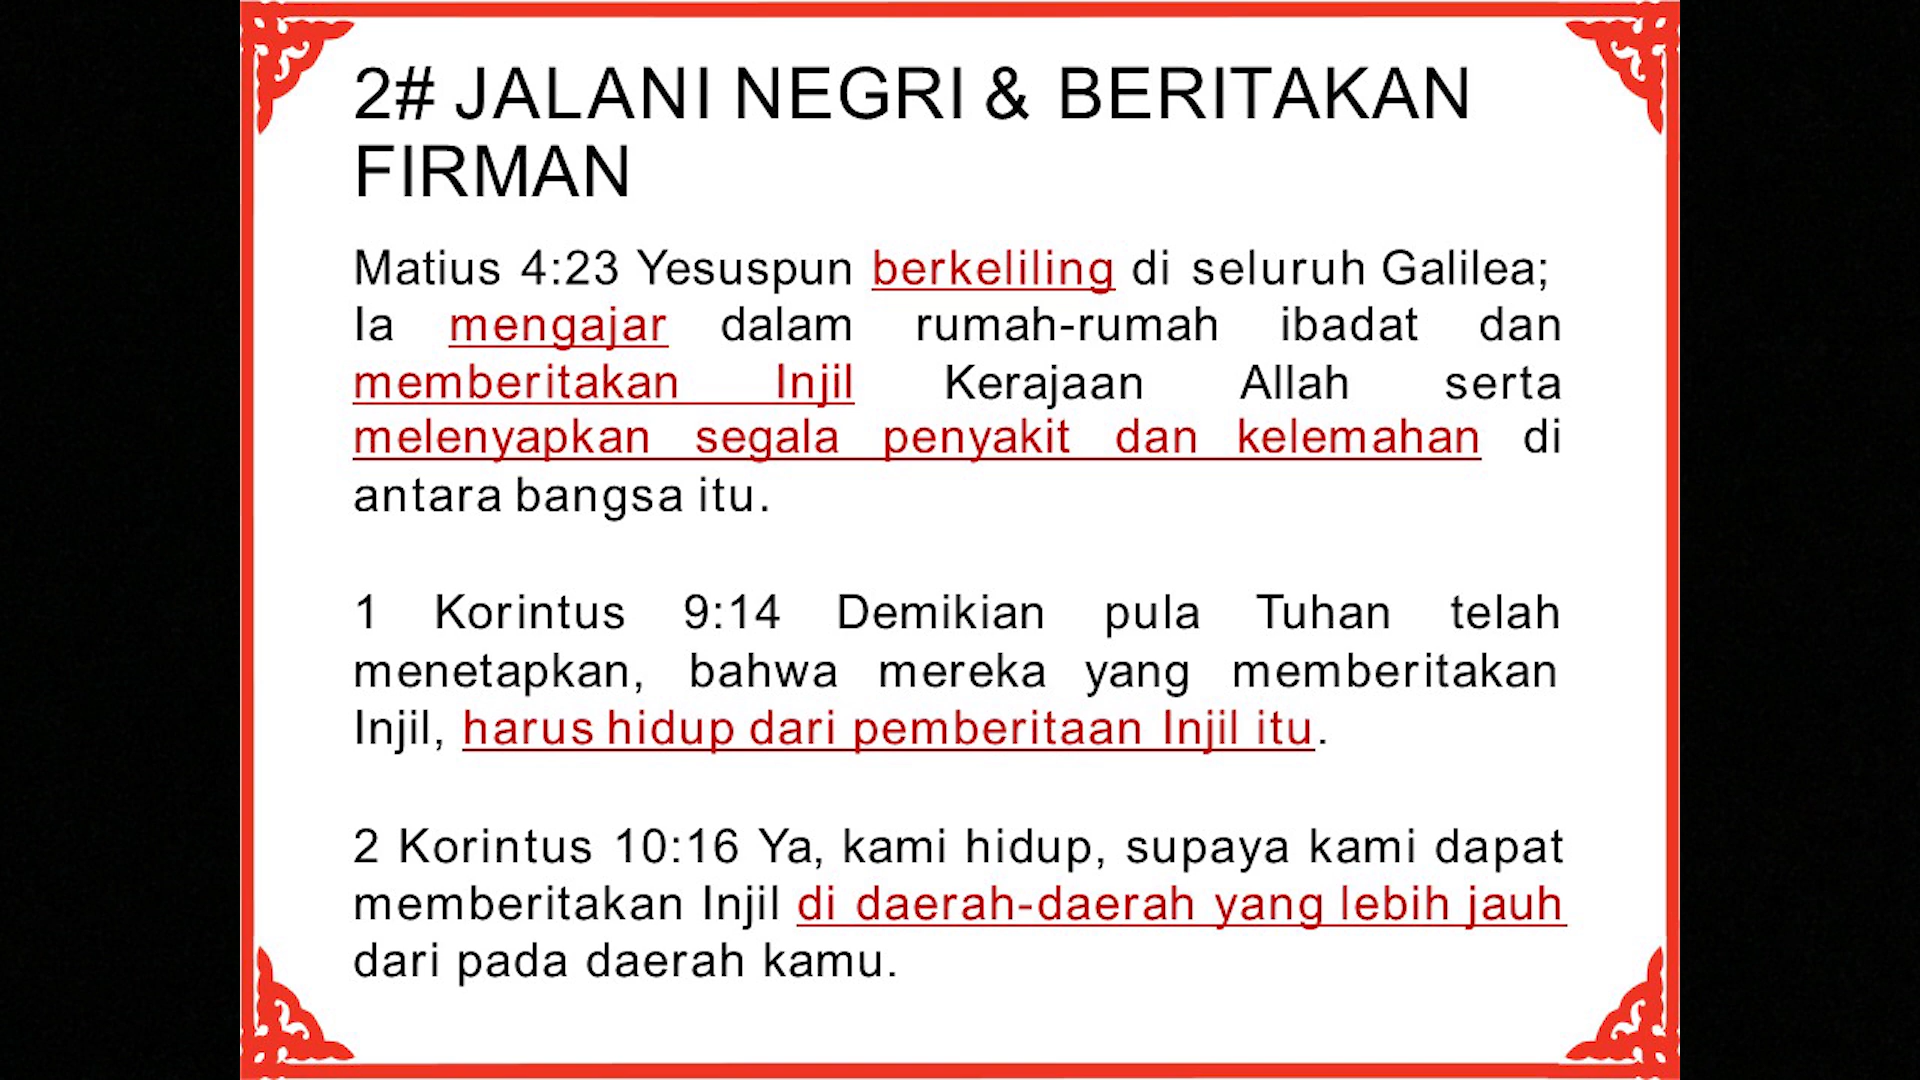 2# JALANI NEGRI & BERITAKAN
FIRMAN
Matius 4:23 Yesuspun berkeliling di seluruh Galilea;
Ia mengajar dalam rumah-rumah ibadat dan
memberitakan Injil Kerajaan Allah serta
melenyapkan segala penyakit dan kelemahan di
antara bangsa itu.
1 Korintus 9:14 Demikian pula Tuhan telah
menetapkan, bahwa mereka yang memberitakan
Injil, harus hidup dari pemberitaan Injil itu.
2 Korintus 10:16 Ya, kami hidup, supaya kami dapat
memberitakan Injil di daerah-daerah yang lebih jauh
dari pada daerah kamu.